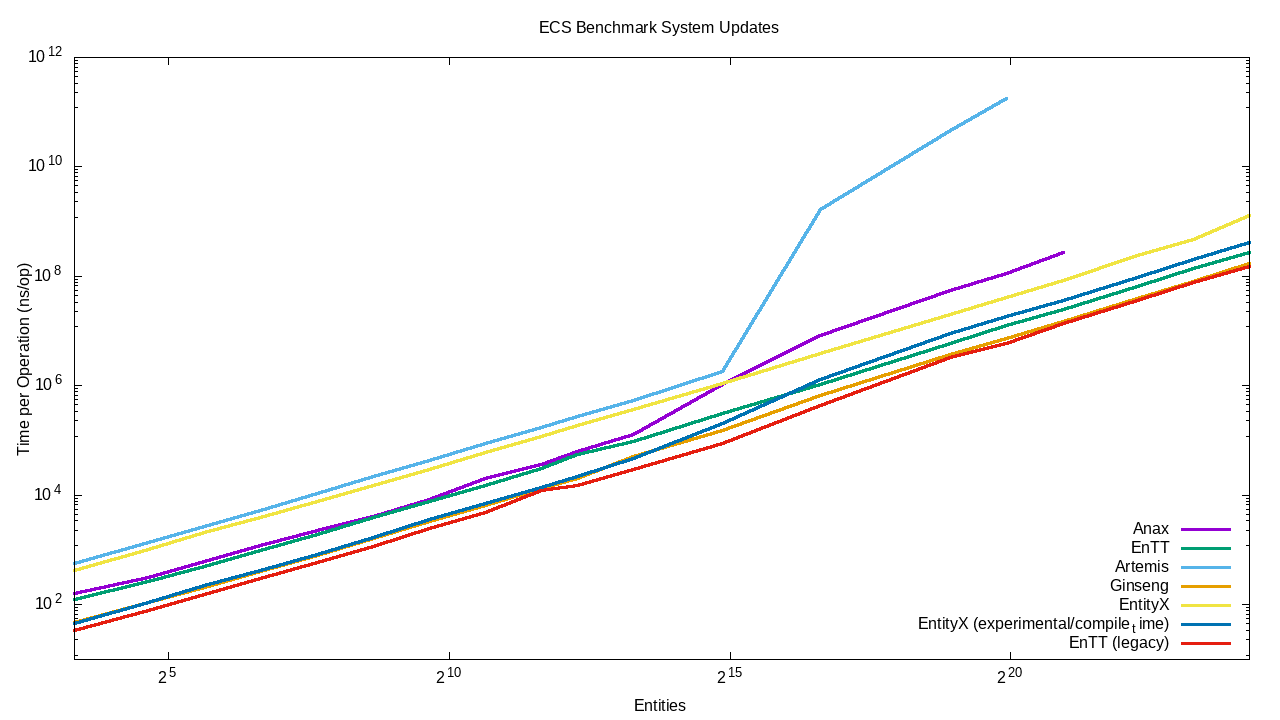 ECS Benchmark System Updates
10^12
10^10
10^8
10^6
10^4
10^2
Time per Operation (ns/op)
Anax
EnTT
Artemis
Ginseng
EntityX
EntityX (experimental/compile_time)
EnTT (legacy)
2^5
2^10
2^15
2^20
Entities